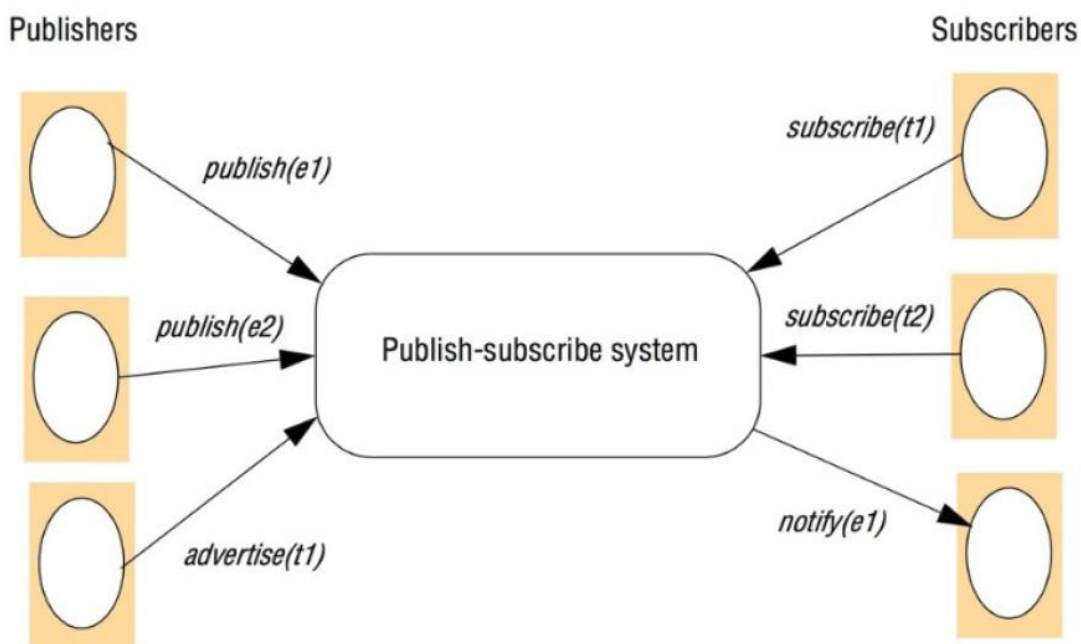 Publishers
Subscribers
publish(e1)
subscribe(t1)
publish(e2)
subscribe(t2)
Publish-subscribe system
advertise(t1)
notify(e1)